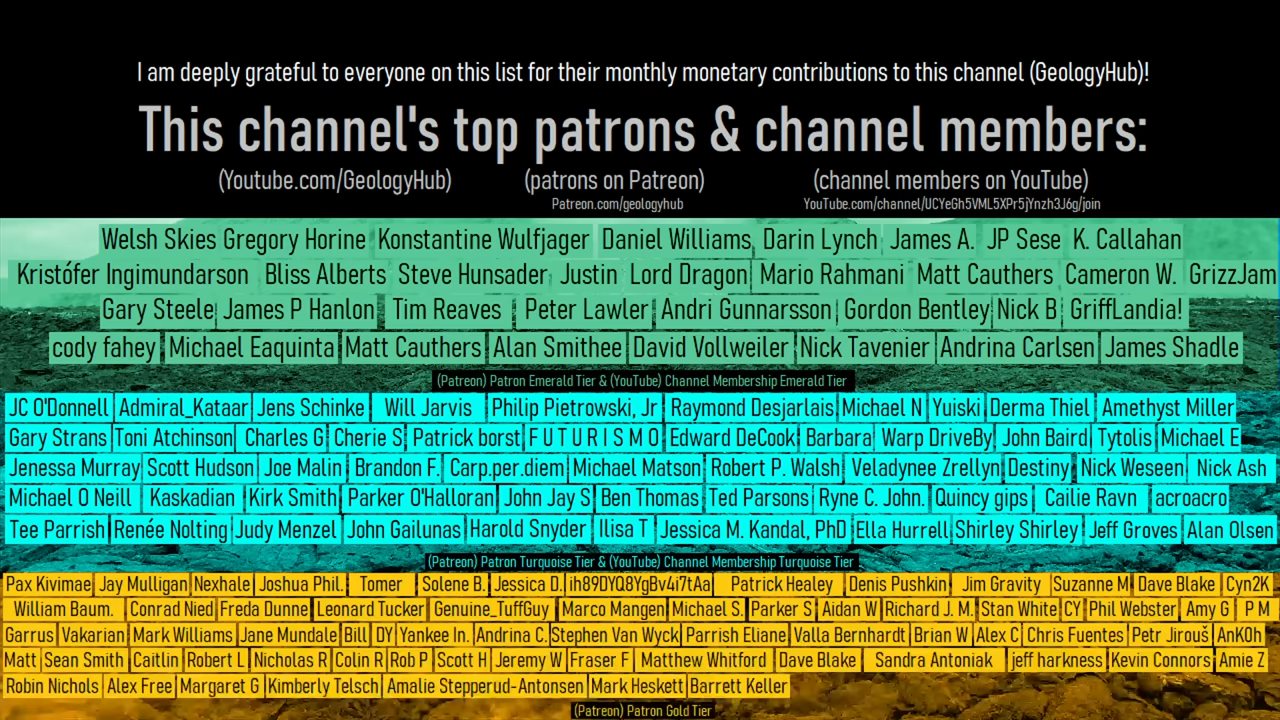 I am deeply grateful to everyone on this list for their monthly monetary contributions to this channel (GeologyHub)!
This channel's top patrons & channel members:
(Youtube.com/GeologyHub) (patrons on Patreon) (channel members on YouTube)
Patreon.com/geologyhub YouTube.com/channel/UCYeGh5VML5XPr5jYnzh3J6g/join
Welsh Skies Gregory Horine Konstantine Wulfjager Daniel Williams Darin Lynch James A. JP Sese K. Callahan
Kristófer Ingimundarson Bliss Alberts Steve Hunsader Justin Lord Dragon Mario Rahmani Matt Cauthers Cameron W. GrizzJam
Gary Steele James P Hanlon Tim Reaves Peter Lawler Andri Gunnarsson Gordon Bentley Nick B GriffLandia!
cody fahey Michael Eaquinta Matt Cauthers Alan Smithee David Vollweiler Nick Tavenier Andrina Carlsen James Shadle
(Patreon) Patron Emerald Tier & (YouTube) Channel Membership Emerald Tier
JC O'Donnell Admiral_Kataar Jens Schinke Will Jarvis Philip Pietrowski, Jr Raymond Desjarlais Michael N Yuiski Derma Thiel Amethyst Miller
Gary Strans Toni Atchinson Charles G Cherie S Patrick borst F U T U R I S M O Edward DeCook Barbara Warp DriveBy John Baird Tytolis Michael E
Jenessa Murray Scott Hudson Joe Malin Brandon F. Carp.per.diem Michael Matson Robert P. Walsh Veladynee Zrellyn Destiny Nick Weseen Nick Ash
Michael O Neill Kaskadian Kirk Smith Parker O'Halloran John Jay S Ben Thomas Ted Parsons Ryne C. John. Quincy gips Cailie Ravn acroacro
Tee Parrish Renée Nolting Judy Menzel John Gailunas Harold Snyder Ilisa T Jessica M. Kandal, PhD Ella Hurrell Shirley Shirley Jeff Groves Alan Olsen
(Patreon) Patron Turquoise Tier & (YouTube) Channel Membership Turquoise Tier
Pax Kivimae Jay Mulligan Nexhale Joshua Phil. Tomer Solene B. Jessica D. ih89DYQ8YgBv4i7tAa Patrick Healey Denis Pushkin Jim Gravity Suzanne M Dave Blake Cyn2K
William Baum. Conrad Nied Freda Dunne Leonard Tucker Genuine_TuffGuy Marco Mangen Michael S. Parker S Aidan W Richard J. M. Stan White CY Phil Webster Amy G P M
Garrus Vakarian Mark Williams Jane Mundale Bill DY Yankee In. Andrina C. Stephen Van Wyck Parrish Eliane Valla Bernhardt Brian W Alex C Chris Fuentes Petr Jirouš AnK0h
Matt Sean Smith Caitlin Robert L Nicholas R Colin R Rob P Scott H Jeremy W Fraser F Matthew Whitford Dave Blake Sandra Antoniak jeff harkness Kevin Connors Amie Z
Robin Nichols Alex Free Margaret G Kimberly Telsch Amalie Stepperud-Antonsen Mark Heskett Barrett Keller
(Patreon) Patron Gold Tier